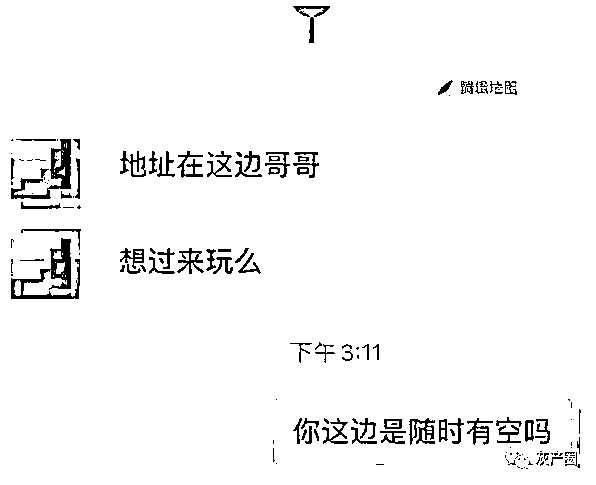 腾讯地图
地址在这边哥哥
想过来玩么
下午 3:11
你这边是随时有空吗
灰产圈